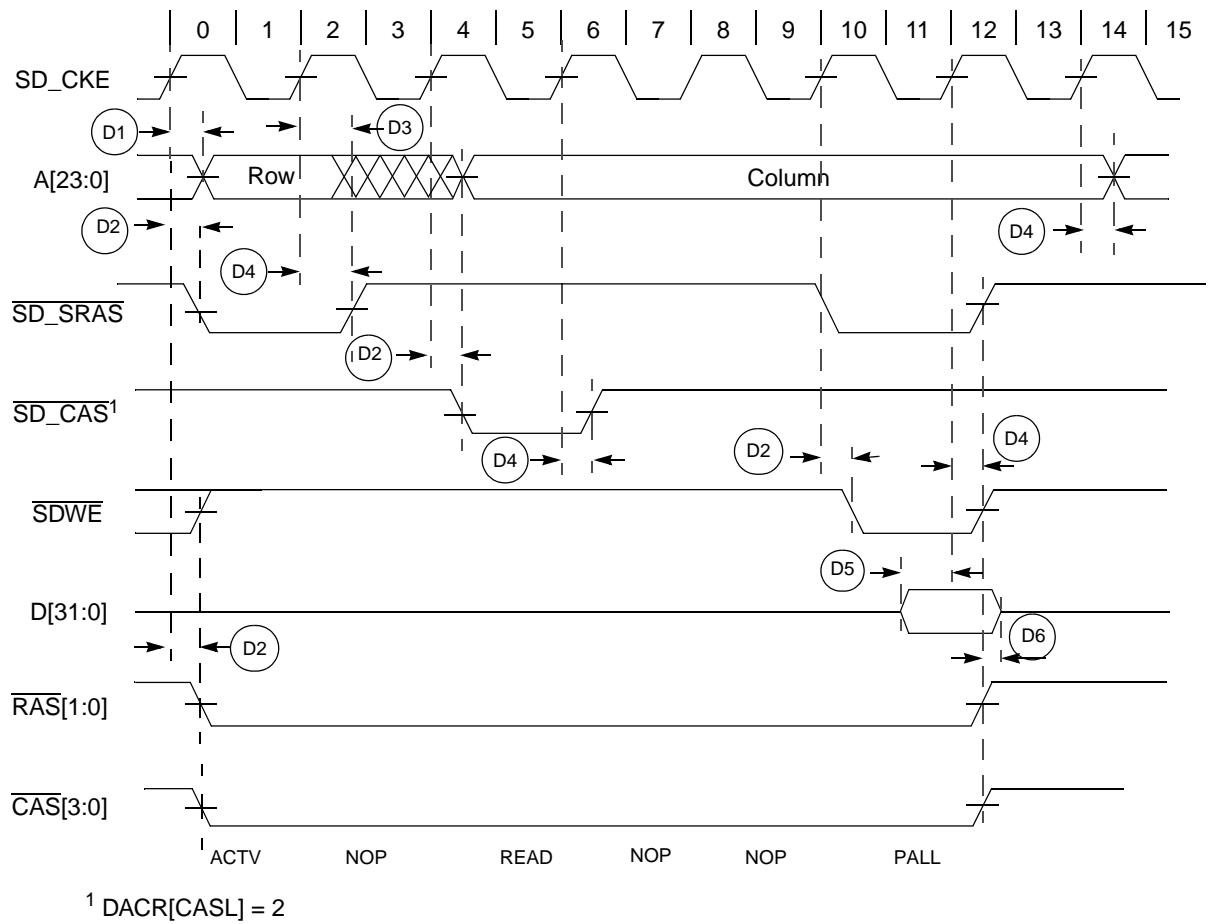 0 1 2 3 4 5 6 7 8 9 10 11 12 13 14 15
SD_CKE
D1 D3
A[23:0] Row Column
D2 D4 D4
SD_SRAS
D2
SD_CAS¹
D4 D2 D4
SDWE
D5
D[31:0]
D2 D6
RAS[1:0]
CAS[3:0]
ACTV NOP READ NOP NOP PALL
¹ DACR[CASL] = 2